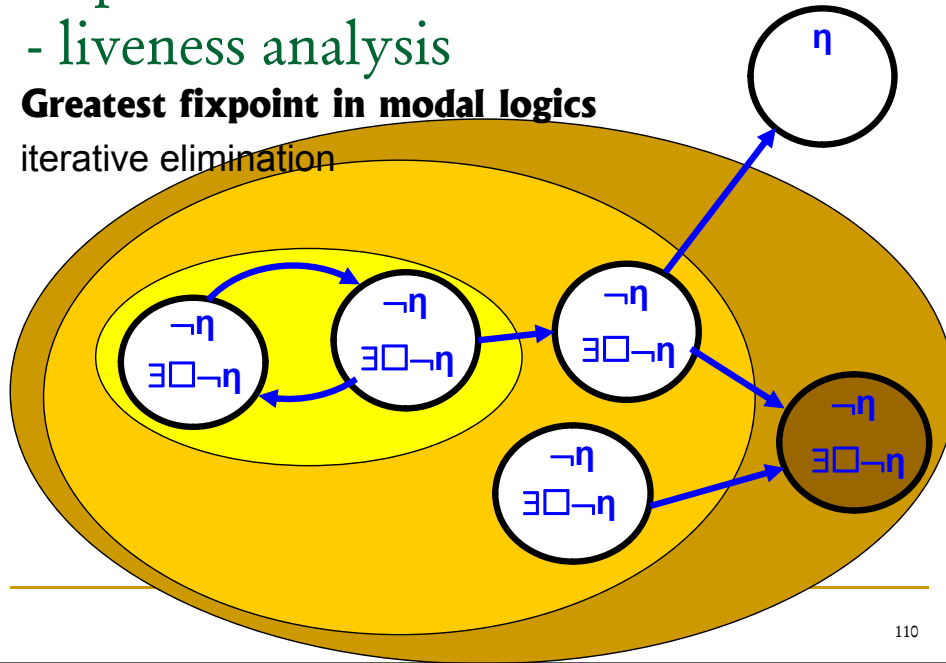 - liveness analysis
Greatest fixpoint in modal logics
iterative elimination
η
¬η
∃□¬η
¬η
∃□¬η
¬η
∃□¬η
¬η
∃□¬η
¬η
∃□¬η
110